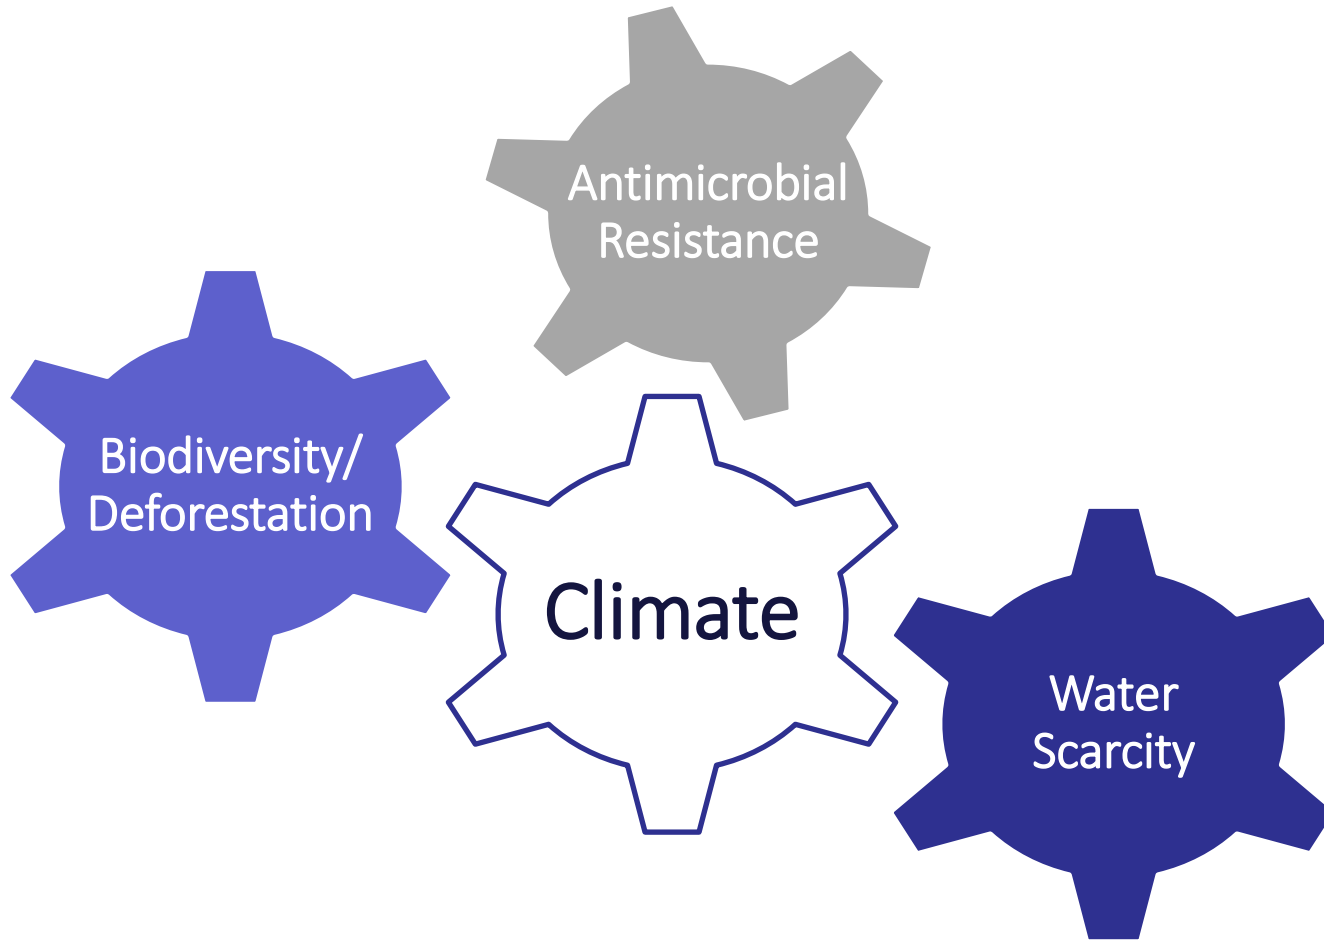 Antimicrobial
Resistance
Biodiversity/
Deforestation
Climate
Water
Scarcity